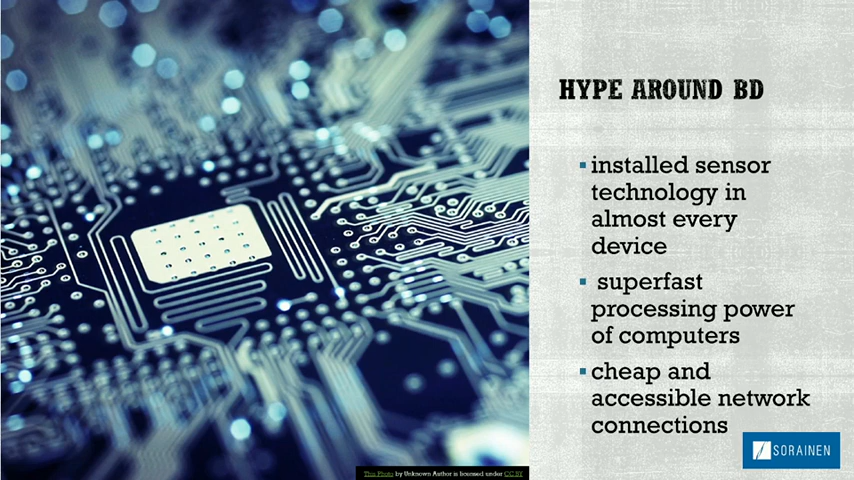 HYPE AROUND BD
installed sensor
technology in
almost every
device
superfast
processing power
of computers
cheap and
accessible network
connections
SORAINEN
This Photo by Unknown Author is licensed under CC BY